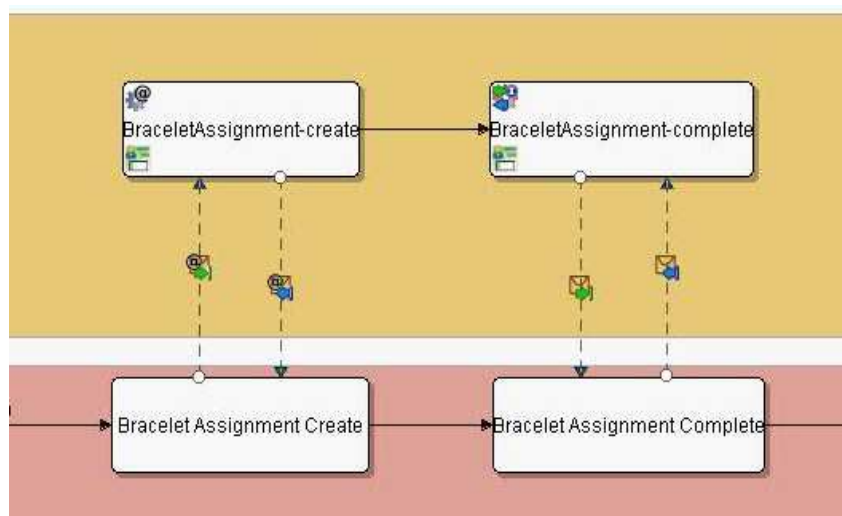 BraceletAssignment-create
BraceletAssignment-complete
Bracelet Assignment Create
Bracelet Assignment Complete